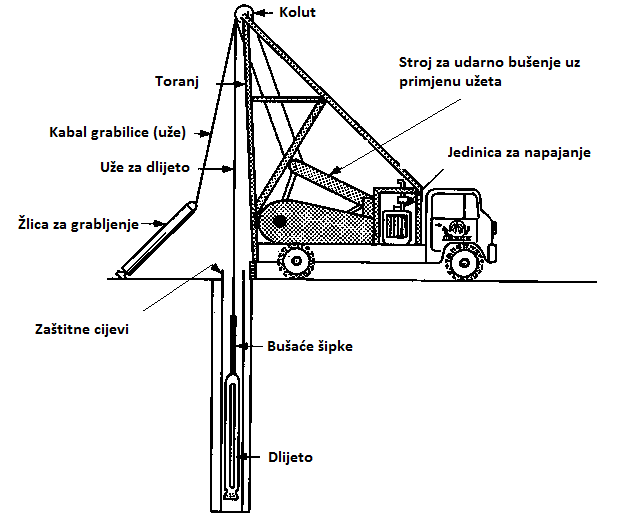 Kolut
Stroj za udarno bušenje uz
primjenu užeta
Toranj
Kabal grabilice (uže)
Jedinica za napajanje
Uže za dlijeto
Žlica za grabljenje
Zaštitne cijevi
Bušaće šipke
Dlijeto